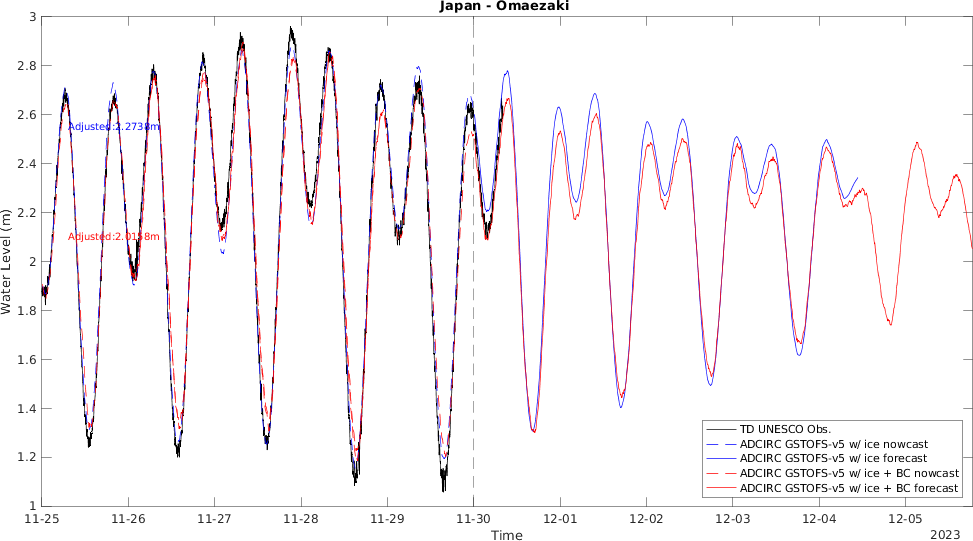 Japan - Omaezaki
3
2.8
2.6
2.4
2.2
2
1.8
1.6
1.4
1.2
1
Water Level (m)
Adjusted:2.2738m
Adjusted:2.0158m
TD UNESCO Obs.
ADCIRC GSTOFS-v5 w/ ice nowcast
ADCIRC GSTOFS-v5 w/ ice forecast
ADCIRC GSTOFS-v5 w/ ice + BC nowcast
ADCIRC GSTOFS-v5 w/ ice + BC forecast
11-25 11-26 11-27 11-28 11-29 11-30 12-01 12-02 12-03 12-04 12-05
Time
2023